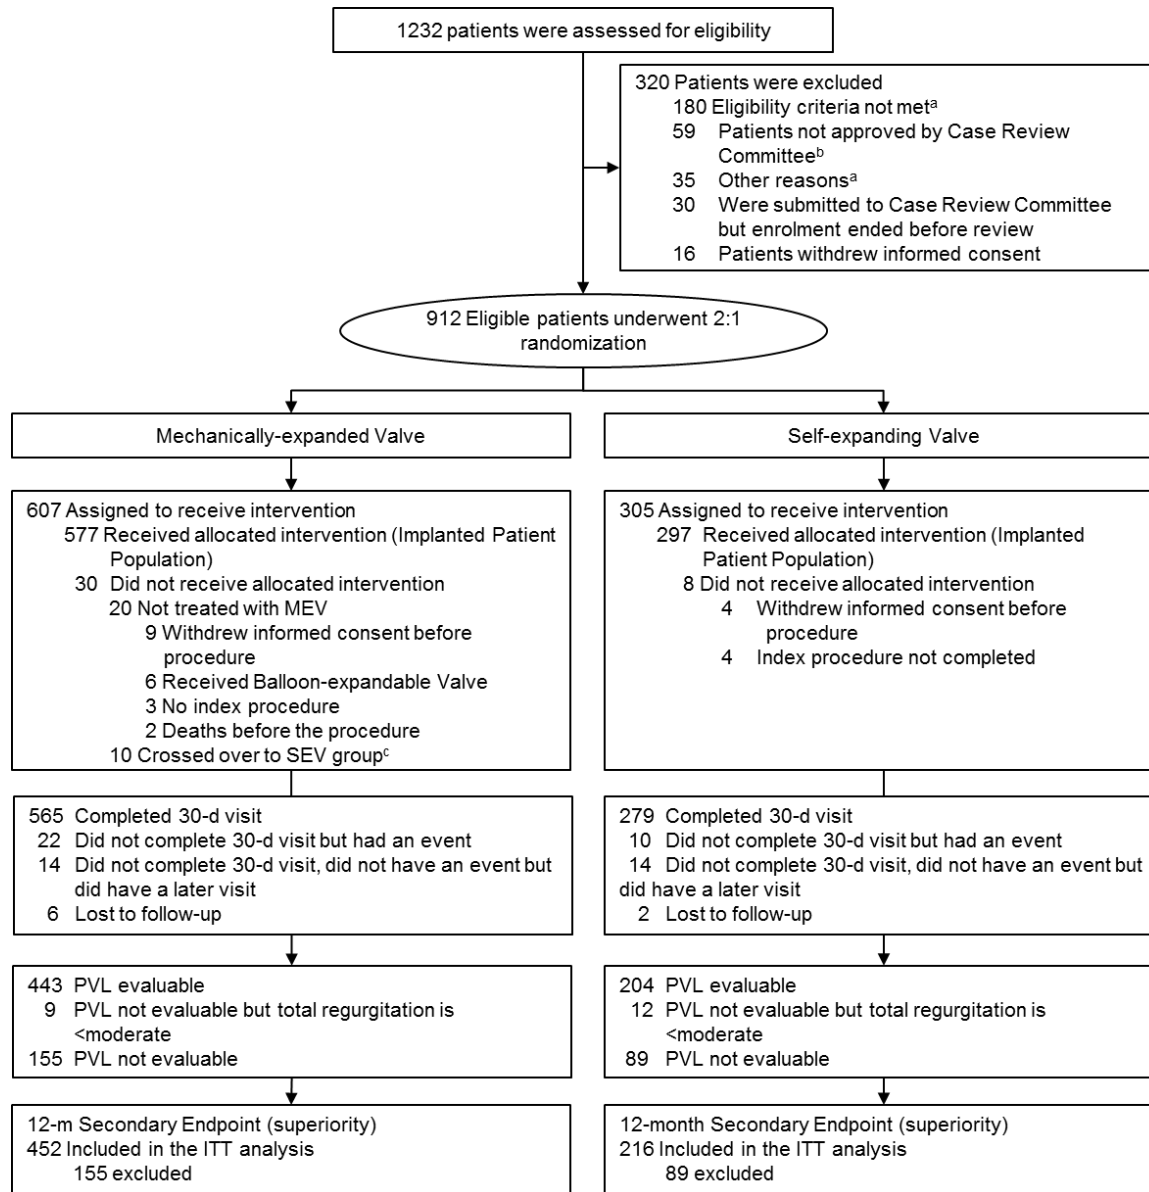 1232 patients were assessed for eligibility
320 Patients were excluded
180 Eligibility criteria not metᵃ
59 Patients not approved by Case Review
Committeeᵇ
35 Other reasonsᵃ
30 Were submitted to Case Review Committee
but enrolment ended before review
16 Patients withdrew informed consent
912 Eligible patients underwent 2:1
randomization
Mechanically-expanded Valve
607 Assigned to receive intervention
577 Received allocated intervention (Implanted Patient
Population)
30 Did not receive allocated intervention
20 Not treated with MEV
9 Withdrew informed consent before
procedure
6 Received Balloon-expandable Valve
3 No index procedure
2 Deaths before the procedure
10 Crossed over to SEV groupᶜ
565 Completed 30-d visit
22 Did not complete 30-d visit but had an event
14 Did not complete 30-d visit, did not have an event but
did have a later visit
6 Lost to follow-up
443 PVL evaluable
9 PVL not evaluable but total regurgitation is
<moderate
155 PVL not evaluable
12-m Secondary Endpoint (superiority)
452 Included in the ITT analysis
155 excluded
Self-expanding Valve
305 Assigned to receive intervention
297 Received allocated intervention (Implanted
Patient Population)
8 Did not receive allocated intervention
4 Withdrew informed consent before
procedure
4 Index procedure not completed
279 Completed 30-d visit
10 Did not complete 30-d visit but had an event
14 Did not complete 30-d visit, did not have an event but
did have a later visit
2 Lost to follow-up
204 PVL evaluable
12 PVL not evaluable but total regurgitation is
<moderate
89 PVL not evaluable
12-month Secondary Endpoint (superiority)
216 Included in the ITT analysis
89 excluded